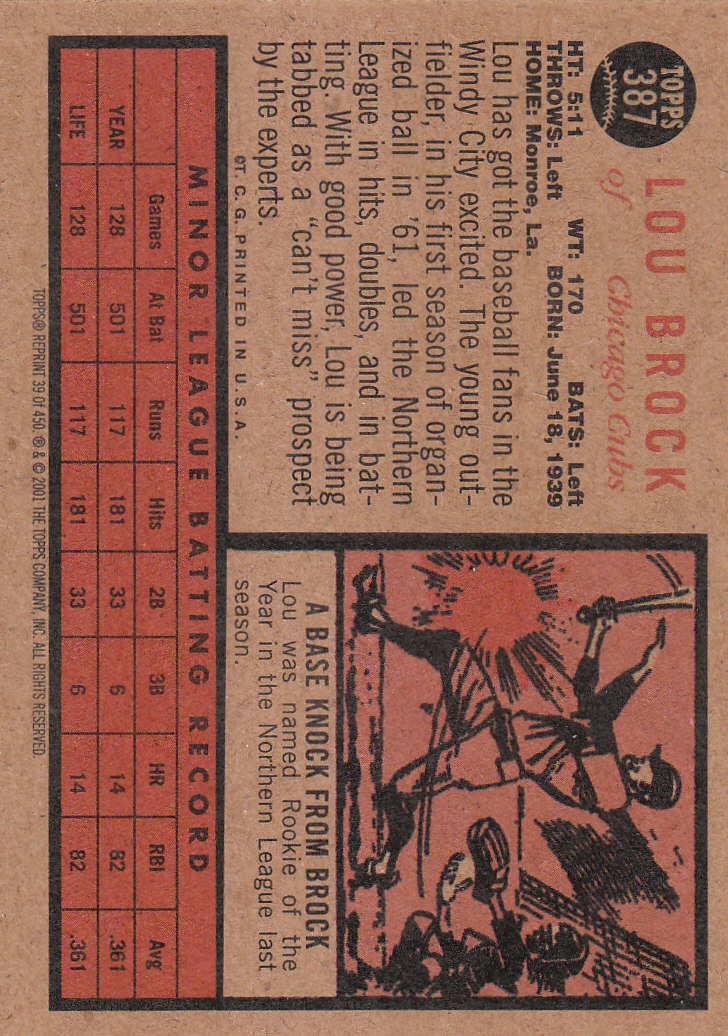 TOPPS
387
LOU BROCK
of Chicago Cubs
HT: 5:11 WT: 170 BATS: Left
THROWS: Left BORN: June 18, 1939
HOME: Monroe, La.
Lou has got the baseball fans in the
Windy City excited. The young out-
fielder, in his first season of organ-
ized ball in '61, led the Northern
League in hits, doubles, and in bat-
ting. With good power, Lou is being
tabbed as a "can't miss" prospect
by the experts.
©T. C. G. PRINTED IN U. S. A.
A BASE KNOCK FROM BROCK
Lou was named Rookie of the
Year in the Northern League last
season.
MINOR LEAGUE BATTING RECORD
Games At Bat Runs Hits 2B 3B HR RBI Avg
YEAR 128 501 117 181 33 6 14 82 .361
LIFE 128 501 117 181 33 6 14 82 .361
TOPPS® REPRINT 39 OF 450. ® & © 2001 THE TOPPS COMPANY, INC. ALL RIGHTS RESERVED.